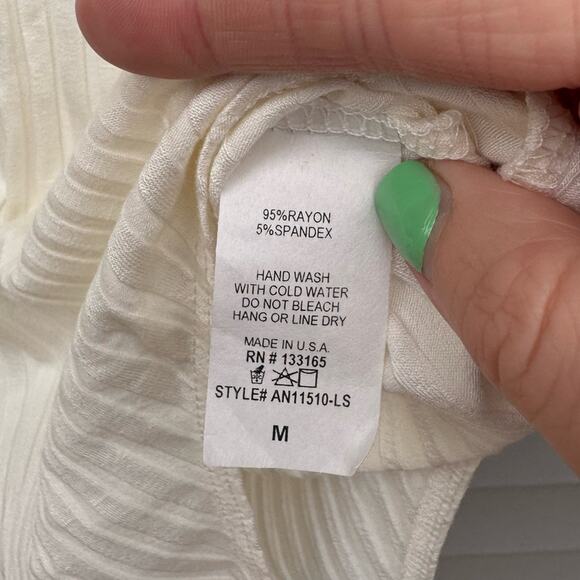 95%RAYON
5%SPANDEX
HAND WASH
WITH COLD WATER
DO NOT BLEACH
HANG OR LINE DRY
MADE IN U.S.A.
RN # 133165
STYLE# AN11510-LS
M